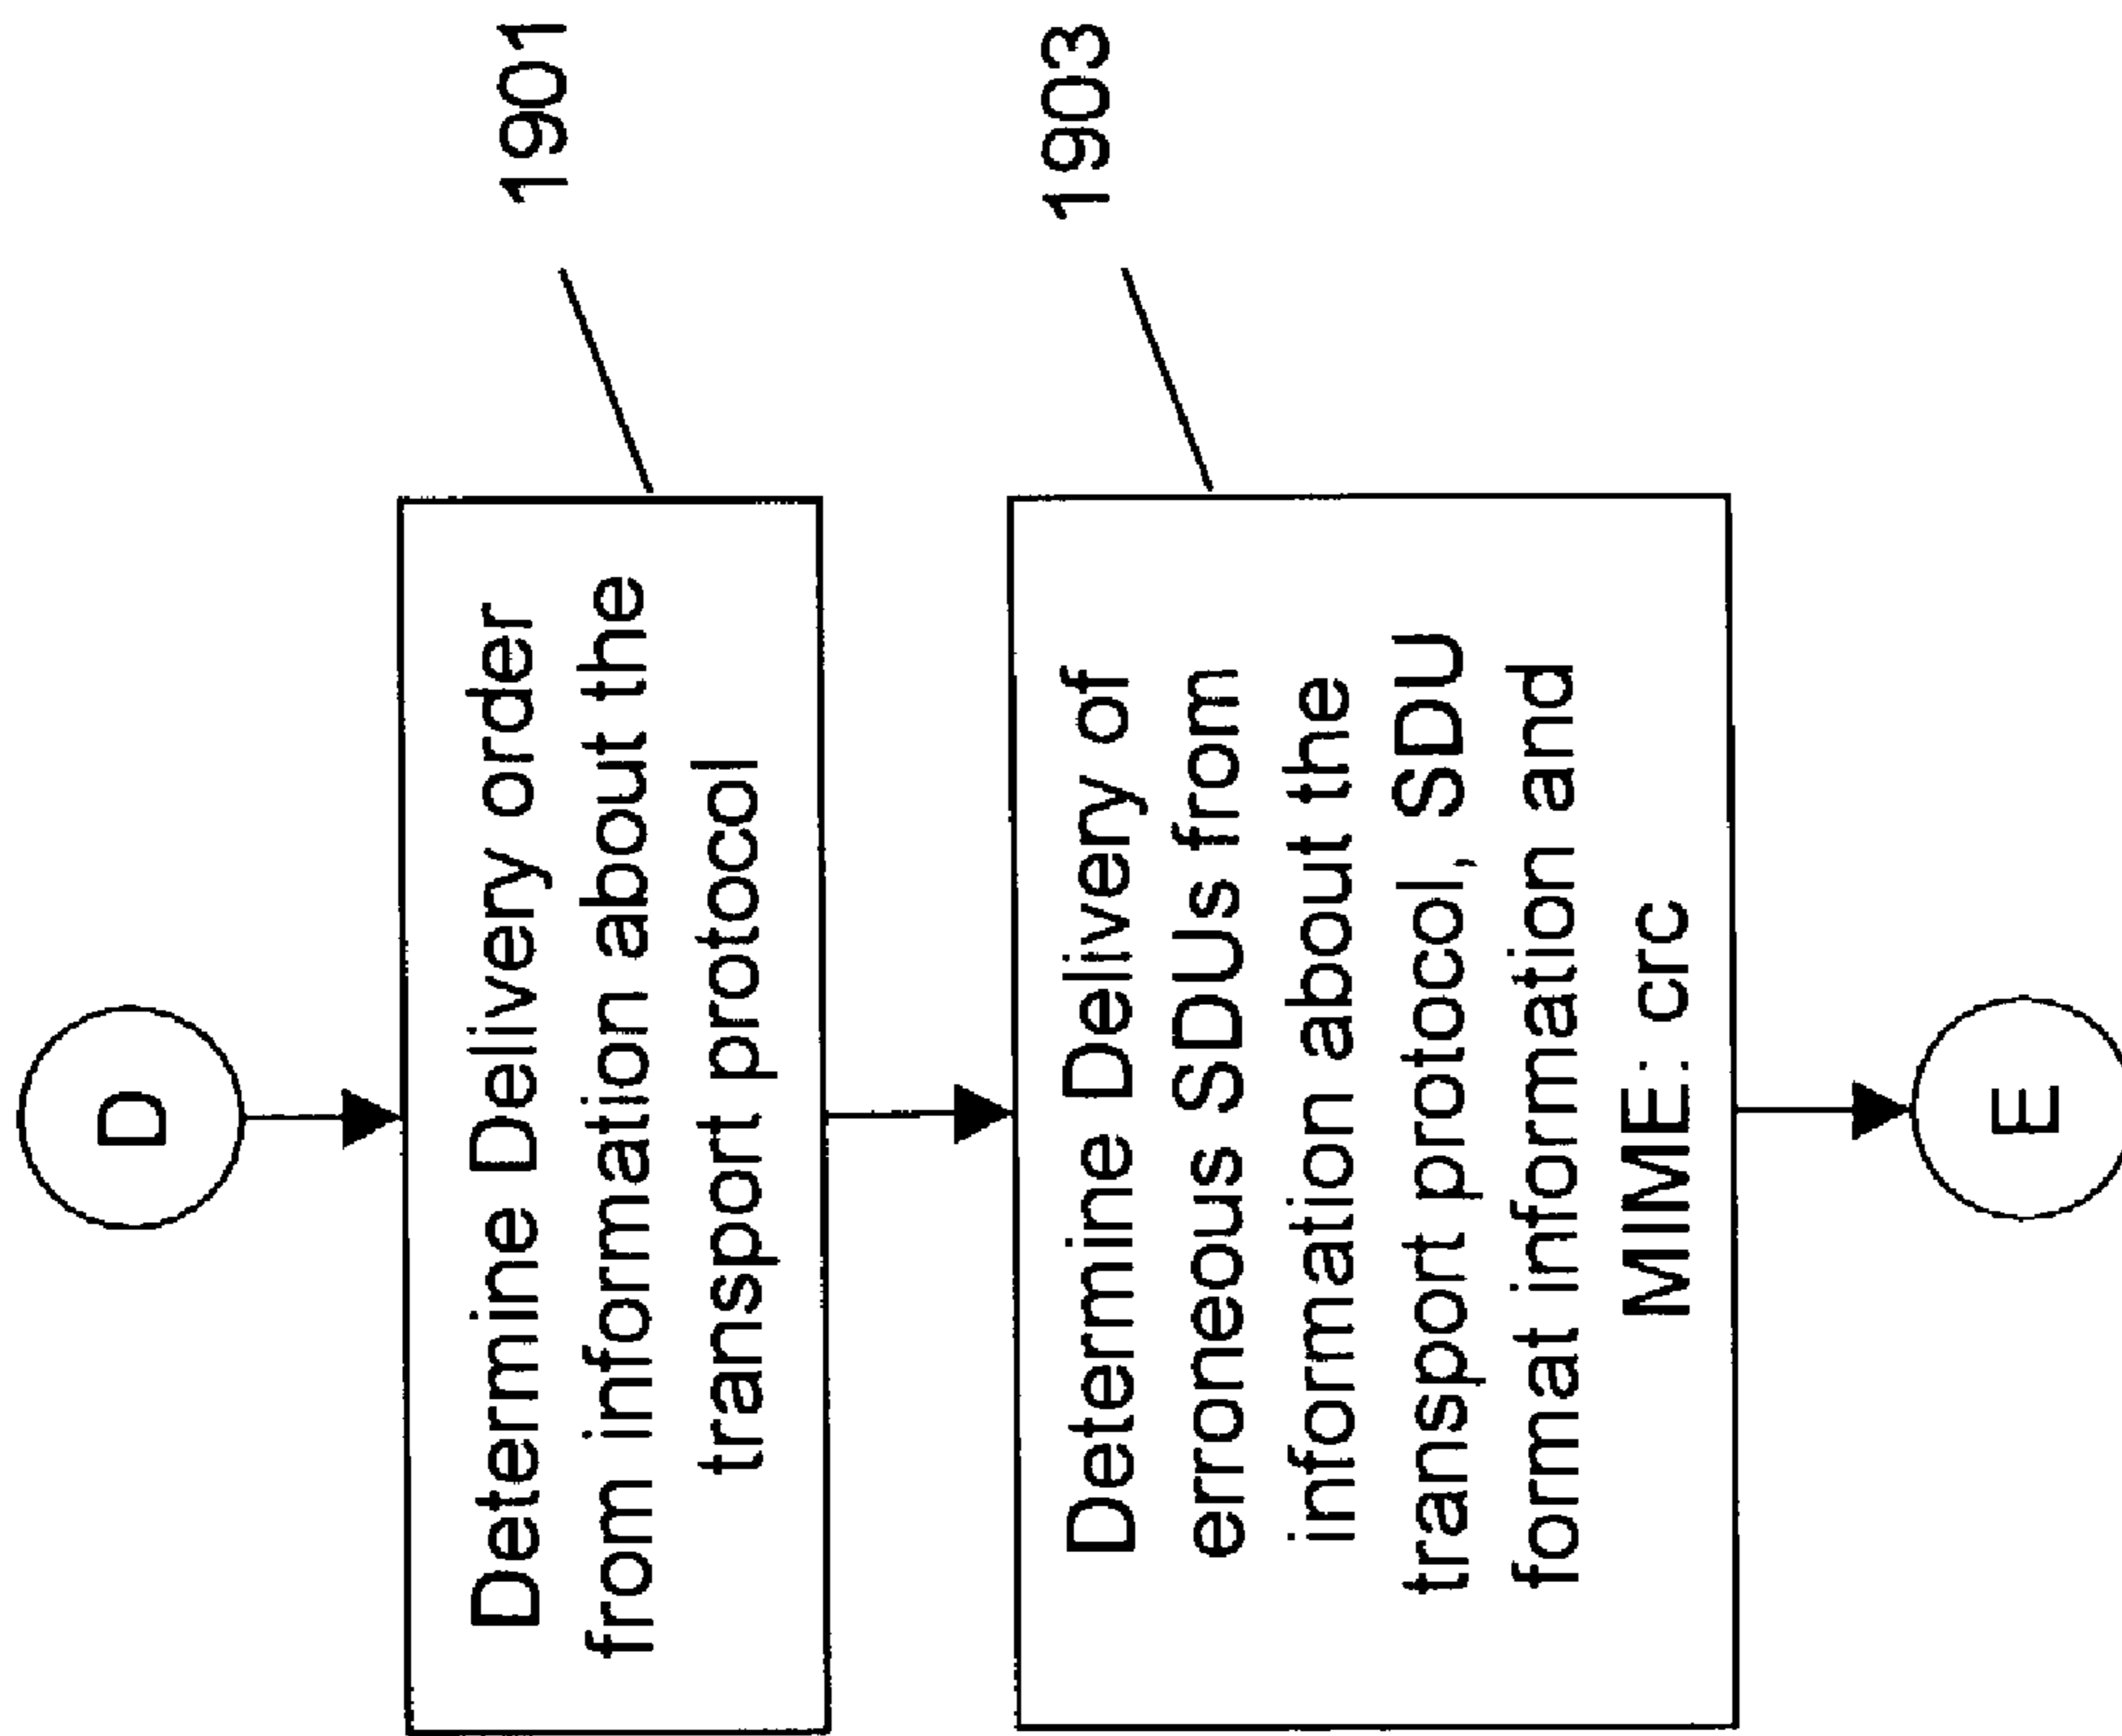 D
Determine Delivery order
from information about the
transport protocol
1901
Determine Delivery of
erroneous SDUs from
information about the
transport protocol, SDU
format information and
MIME: crc
1903
E